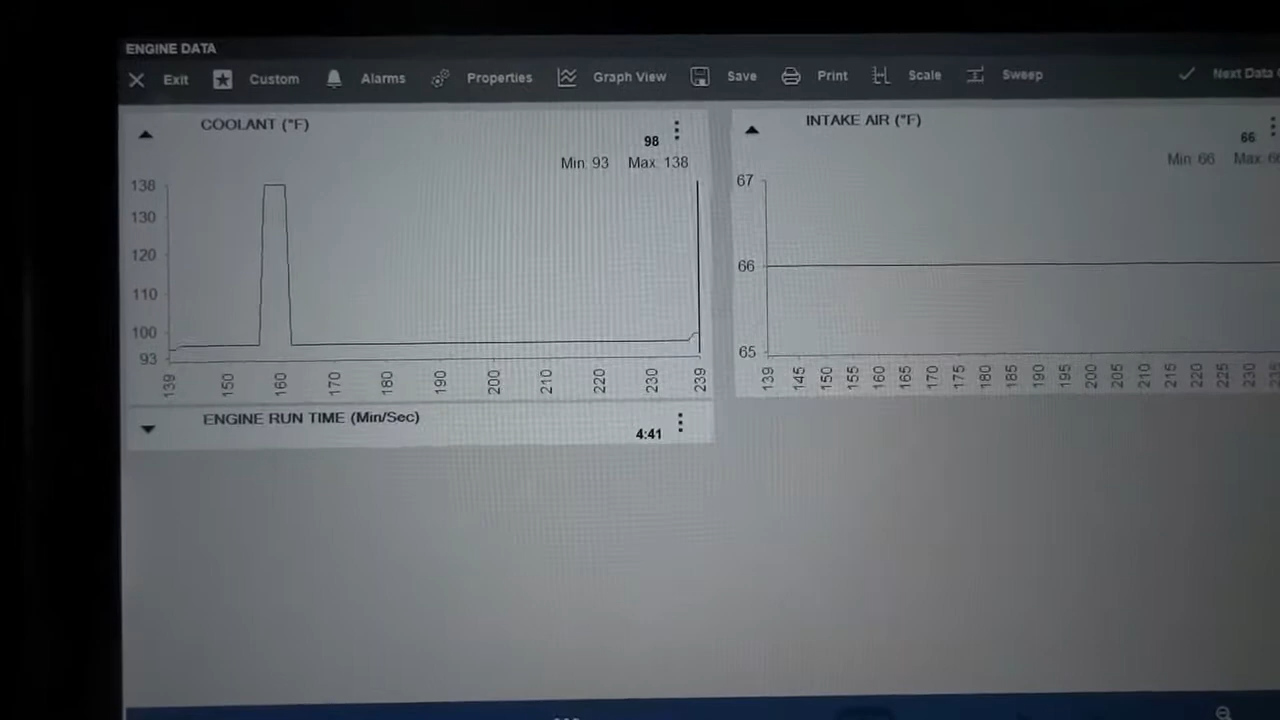 ENGINE DATA
Exit Custom Alarms Properties Graph View Save Print Scale Sweep Next Data
COOLANT (°F)
98
Min. 93 Max. 138
138
130
120
110
100
93
139 150 160 170 180 190 200 210 220 230 239
INTAKE AIR (°F)
66
Min. 66 Max.
67
66
65
139 145 150 155 160 165 170 175 180 185 190 195 200 205 210 215 220 225 230
ENGINE RUN TIME (Min/Sec)
4:41